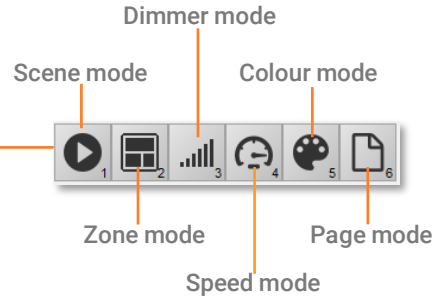 Dimmer mode
Scene mode
Colour mode
1
2
3
4
5
6
Zone mode
Page mode
Speed mode